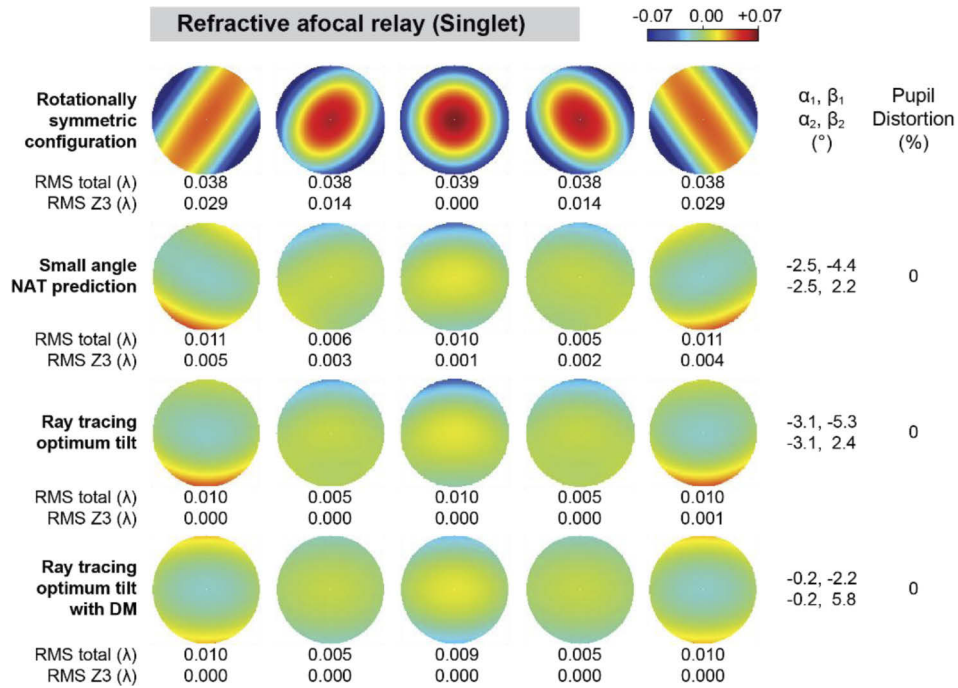 Refractive afocal relay (Singlet)
-0.07 0.00 +0.07
Rotationally
symmetric
configuration
α₁, β₁
α₂, β₂
(°)
Pupil
Distortion
(%)
RMS total (λ) 0.038 0.038 0.039 0.038 0.038
RMS Z3 (λ) 0.029 0.014 0.000 0.014 0.029
Small angle
NAT prediction
-2.5, -4.4
-2.5, 2.2
0
RMS total (λ) 0.011 0.006 0.010 0.005 0.011
RMS Z3 (λ) 0.005 0.003 0.001 0.002 0.004
Ray tracing
optimum tilt
-3.1, -5.3
-3.1, 2.4
0
RMS total (λ) 0.010 0.005 0.010 0.005 0.010
RMS Z3 (λ) 0.000 0.000 0.000 0.000 0.001
Ray tracing
optimum tilt
with DM
-0.2, -2.2
-0.2, 5.8
0
RMS total (λ) 0.010 0.005 0.009 0.005 0.010
RMS Z3 (λ) 0.000 0.000 0.000 0.000 0.000